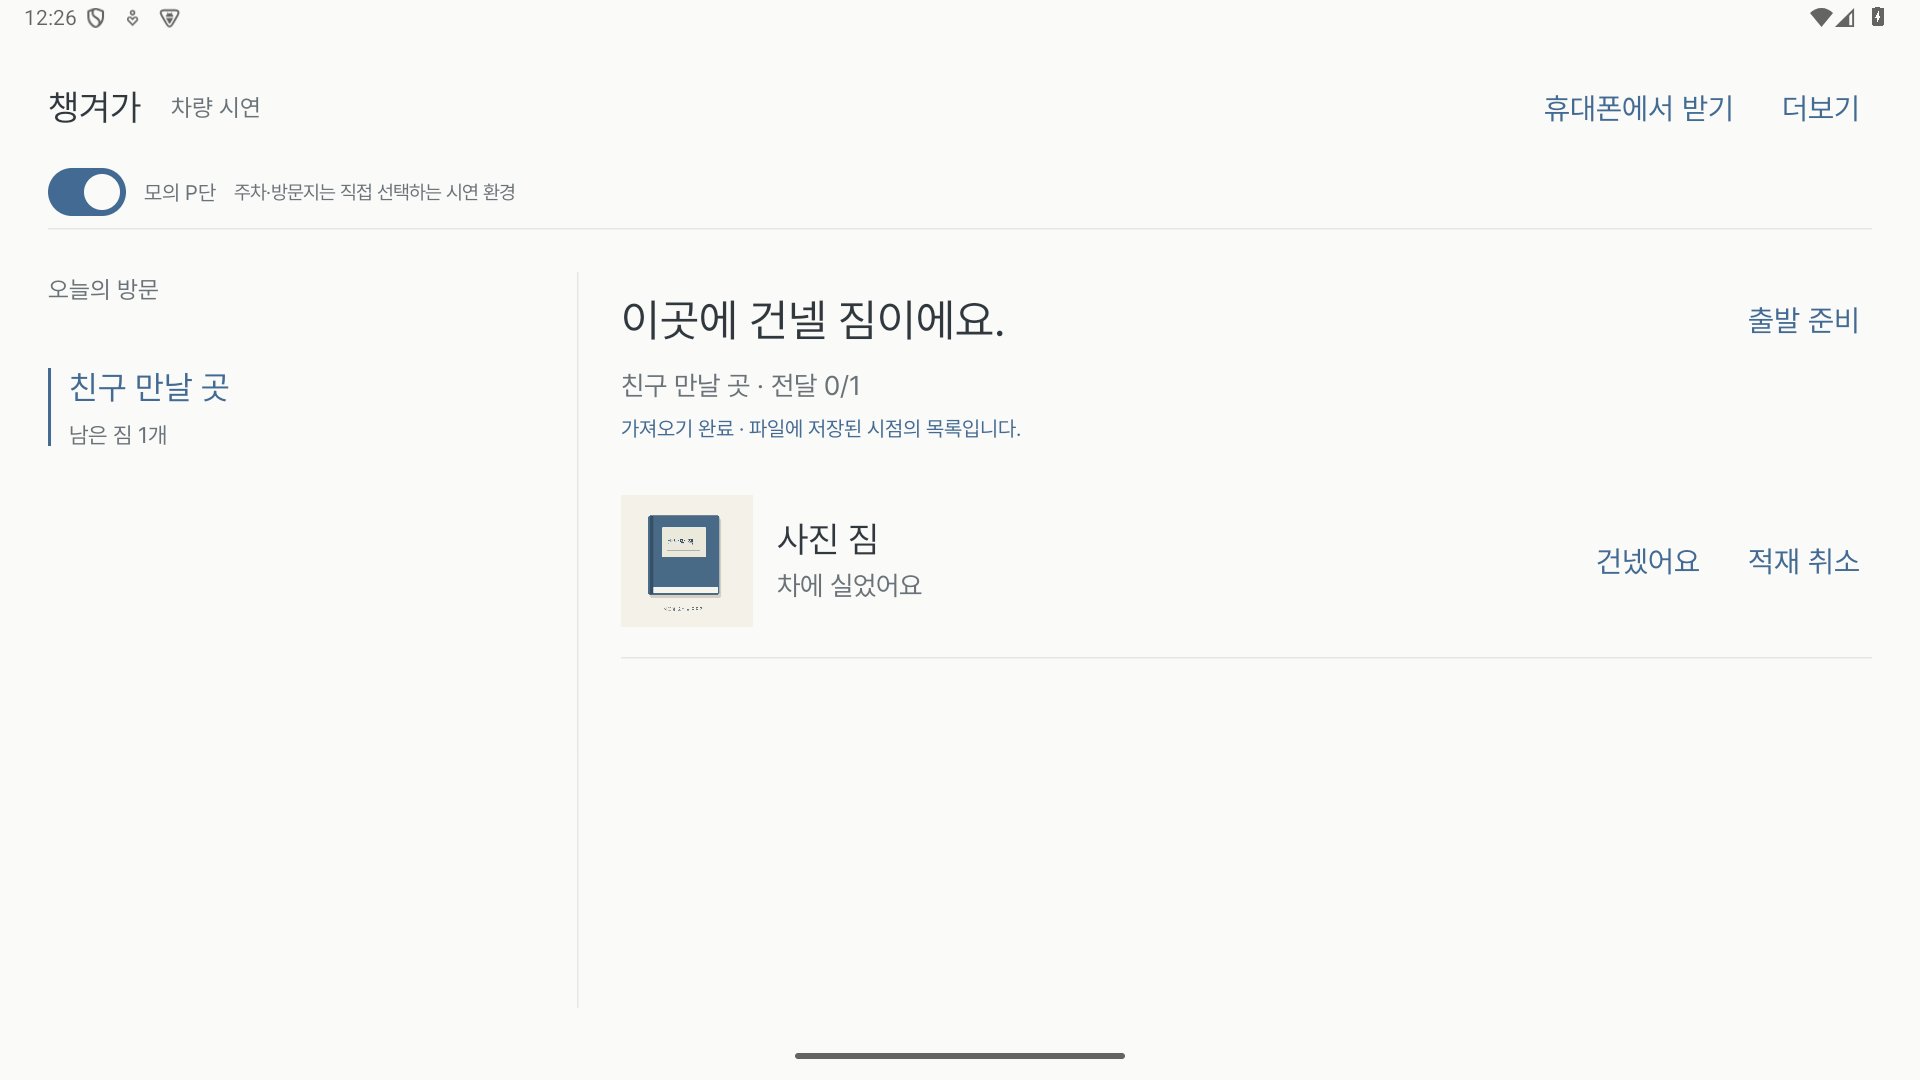 12:26
챙겨가 차량 시연
휴대폰에서 받기 더보기
모의 P단 주차·방문지는 직접 선택하는 시연 환경
오늘의 방문
친구 만날 곳
남은 짐 1개
이곳에 건넬 짐이에요.
출발 준비
친구 만날 곳 · 전달 0/1
가져오기 완료 · 파일에 저장된 시점의 목록입니다.
사진 짐
차에 실었어요
건넸어요 적재 취소